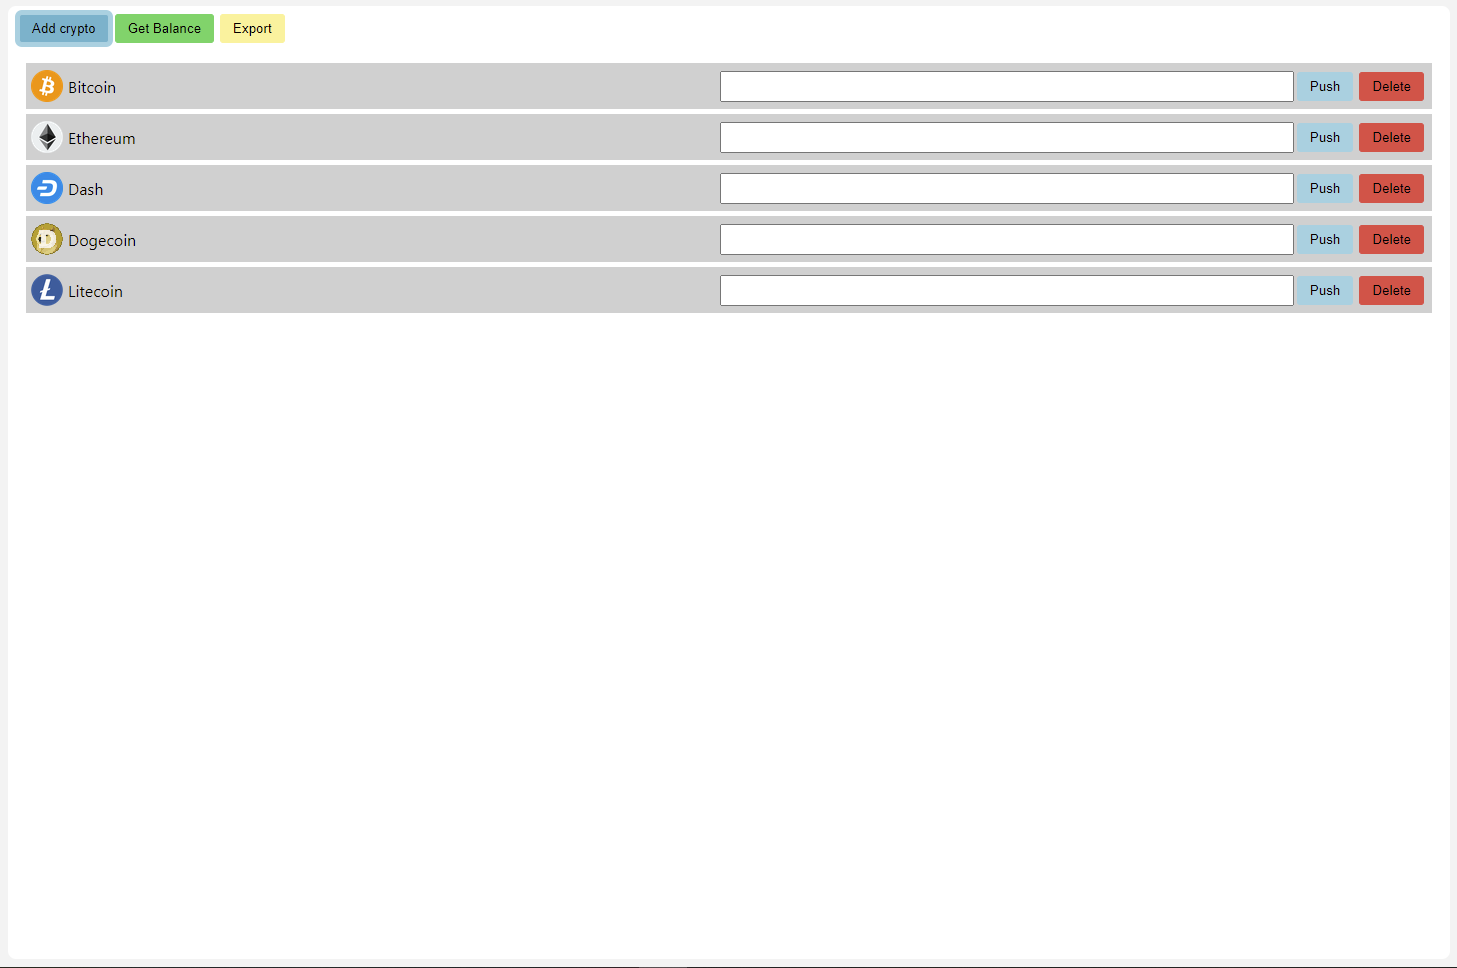 Add crypto Get Balance Export
Bitcoin Push Delete
Ethereum Push Delete
Dash Push Delete
Dogecoin Push Delete
Litecoin Push Delete